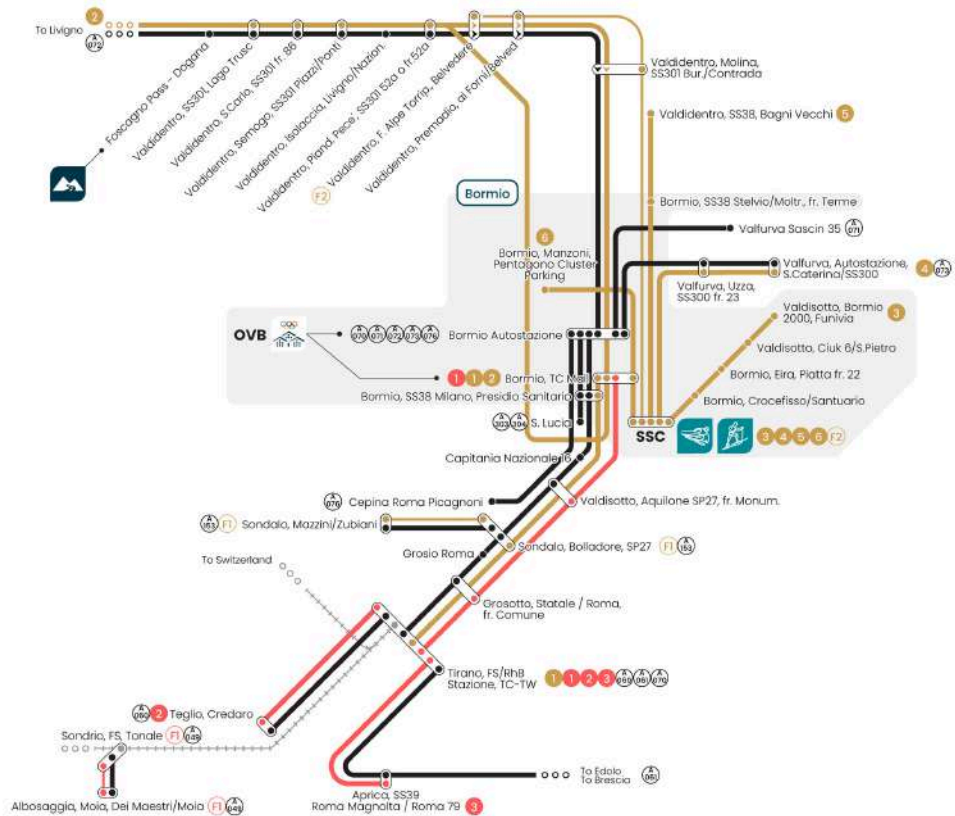 2
To Livigno
A 072
Foscagno Pass - Dogana
Valdidentro, SS301, Lago Trusc
Valdidentro, S.Carlo, SS301 fr. 86
Valdidentro, Semogo, SS301 Piazzi/Ponti
Valdidentro, Isolaccia, Livigno/Nazion.
Valdidentro, Piand. Pece', SS301 52a o fr.52a
F2 Valdidentro, F. Alpe Torrip., Belvedere
Valdidentro, Premadio, ai Forni/Belved
Valdidentro, Molina,
SS301 Bur./Contrada
Valdidentro, SS38, Bagni Vecchi 5
Bormio
Bormio, SS38 Stelvio/Moltr., fr. Terme
Valfurva Sascin 35 A 071
6
Bormio, Manzoni,
Pentagono Cluster
Parking
Valfurva, Autostazione,
S.Caterina/SS300 4 A 073
Valfurva, Uzza,
SS300 fr. 23
Valdisotto, Bormio
2000, Funivia 3
OVB
A 070 A 071 A 072 A 073 A 076 Bormio Autostazione
Valdisotto, Ciuk 6/S.Pietro
1 1 2 Bormio, TC Mall
Bormio, Eira, Piatta fr. 22
Bormio, SS38 Milano, Presidio Sanitario
Bormio, Crocefisso/Santuario
A 303 A 304 S. Lucia
SSC
3 4 5 6 F2
Capitania Nazionale 16
A 076 Cepina Roma Picagnoni
Valdisotto, Aquilone SP27, fr. Monum.
A 153 F1 Sondalo, Mazzini/Zubiani
Sondalo, Bolladore, SP27 F1 A 153
Grosio Roma
To Switzerland
Grosotto, Statale / Roma,
fr. Comune
Tirano, FS/RhB
Stazione, TC-TW 1 1 2 3 A 060 A 061 A 070
A 060 2 Teglio, Credaro
Sondrio, FS, Tonale F1 A 049
To Edolo
To Brescia A 061
Aprica, SS39
Roma Magnolta / Roma 79 3
Albosaggia, Moia, Dei Maestri/Moia F1 A 049